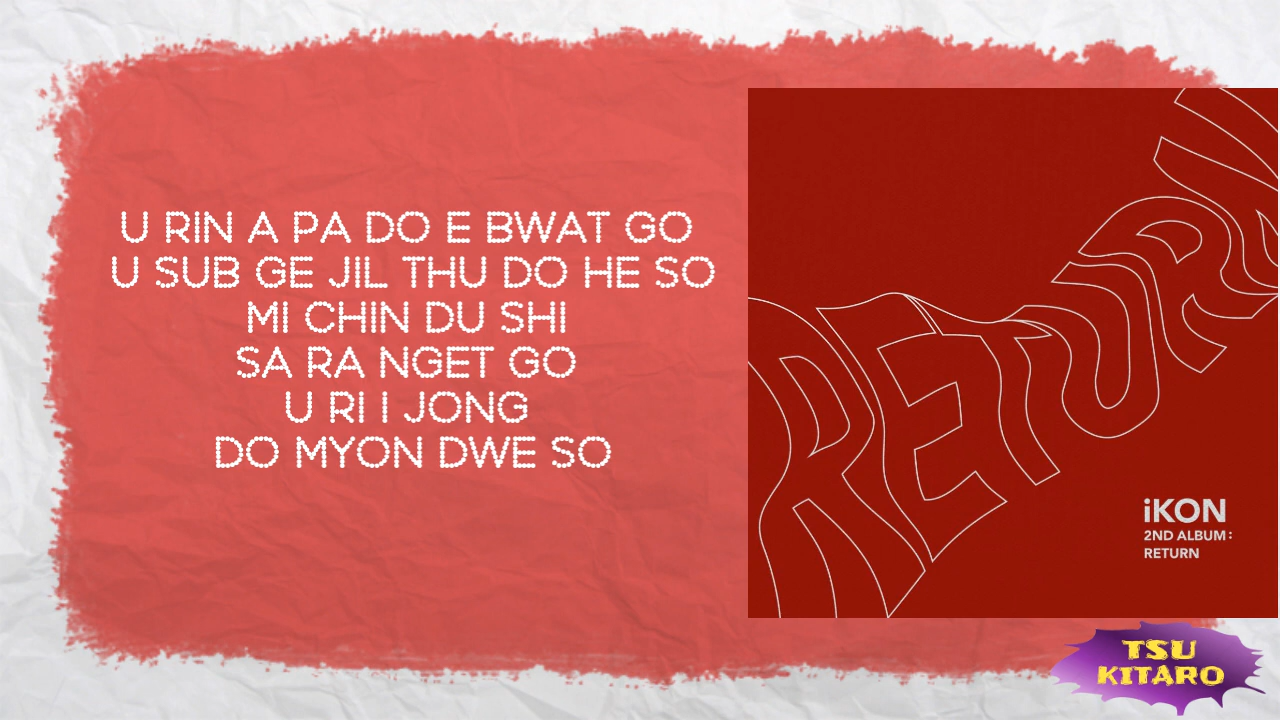 U RIN A PA DO E BWAT GO
U SUB GE JIL THU DO HE SO
MI CHIN DU SHI
SA RA NGET GO
U RI I JONG
DO MYON DWE SO
RETURN
iKON
2ND ALBUM:
RETURN
TSU
KITARO